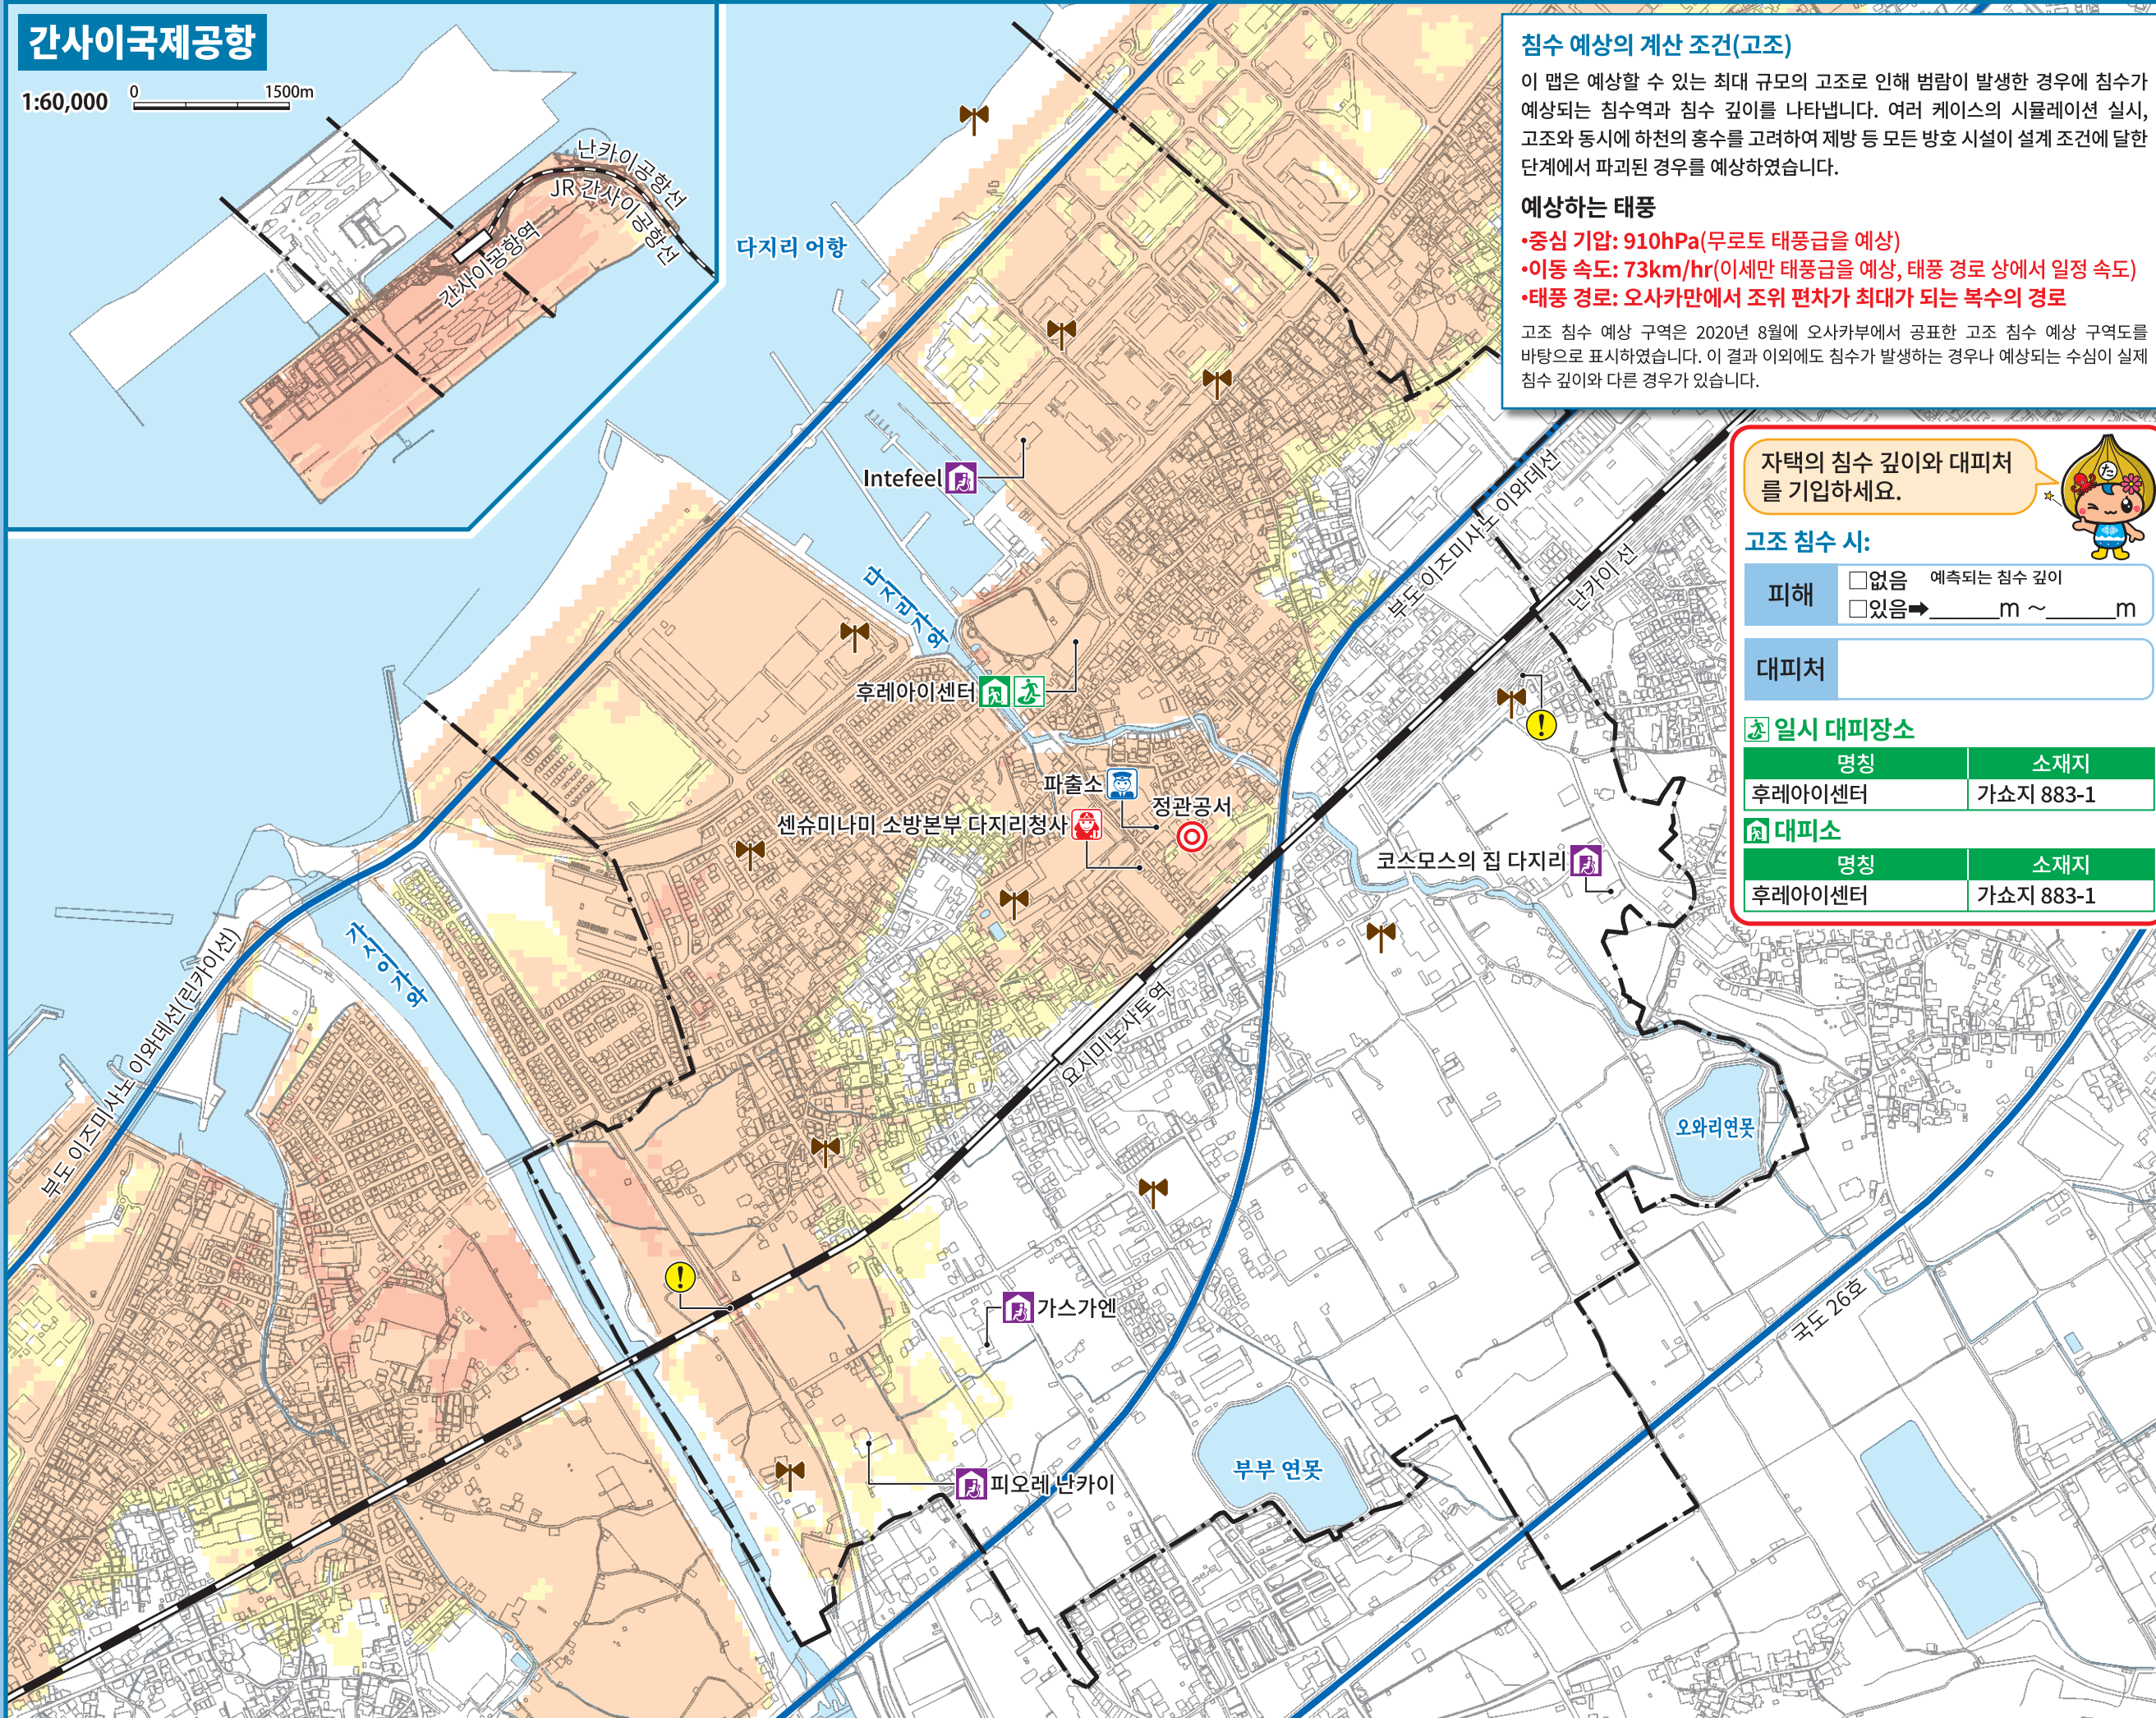 간사이국제공항
1:60,000
0 1500m
난카이공항선
JR 간사이공항선
간사이공항역
침수 예상의 계산 조건(고조)
이 맵은 예상할 수 있는 최대 규모의 고조로 인해 범람이 발생한 경우에 침수가
예상되는 침수역과 침수 깊이를 나타냅니다. 여러 케이스의 시뮬레이션 실시,
고조와 동시에 하천의 홍수를 고려하여 제방 등 모든 방호 시설이 설계 조건에 달한
단계에서 파괴된 경우를 예상하였습니다.
예상하는 태풍
•중심 기압: 910hPa(무로토 태풍급을 예상)
•이동 속도: 73km/hr(이세만 태풍급을 예상, 태풍 경로 상에서 일정 속도)
•태풍 경로: 오사카만에서 조위 편차가 최대가 되는 복수의 경로
고조 침수 예상 구역은 2020년 8월에 오사카부에서 공표한 고조 침수 예상 구역도를
바탕으로 표시하였습니다. 이 결과 이외에도 침수가 발생하는 경우나 예상되는 수심이 실제
침수 깊이와 다른 경우가 있습니다.
자택의 침수 깊이와 대피처
를 기입하세요.
た
고조 침수 시:
피해
□없음 예측되는 침수 깊이
□있음➡ ______m ~ ______m
대피처
일시 대피장소
명칭 소재지
후레아이센터 가쇼지 883-1
대피소
명칭 소재지
후레아이센터 가쇼지 883-1
다지리 어항
Intefeel
다지리가와
부도 이즈미사노 이와데선
난카이 선
후레아이센터
파출소
정관공서
센슈미나미 소방본부 다지리청사
코스모스의 집 다지리
가시이가와
부도 이즈미사노 이와데선(린카이선)
요시미노사토역
오와리연못
가스가엔
국도 26호
피오레 난카이
부부 연못